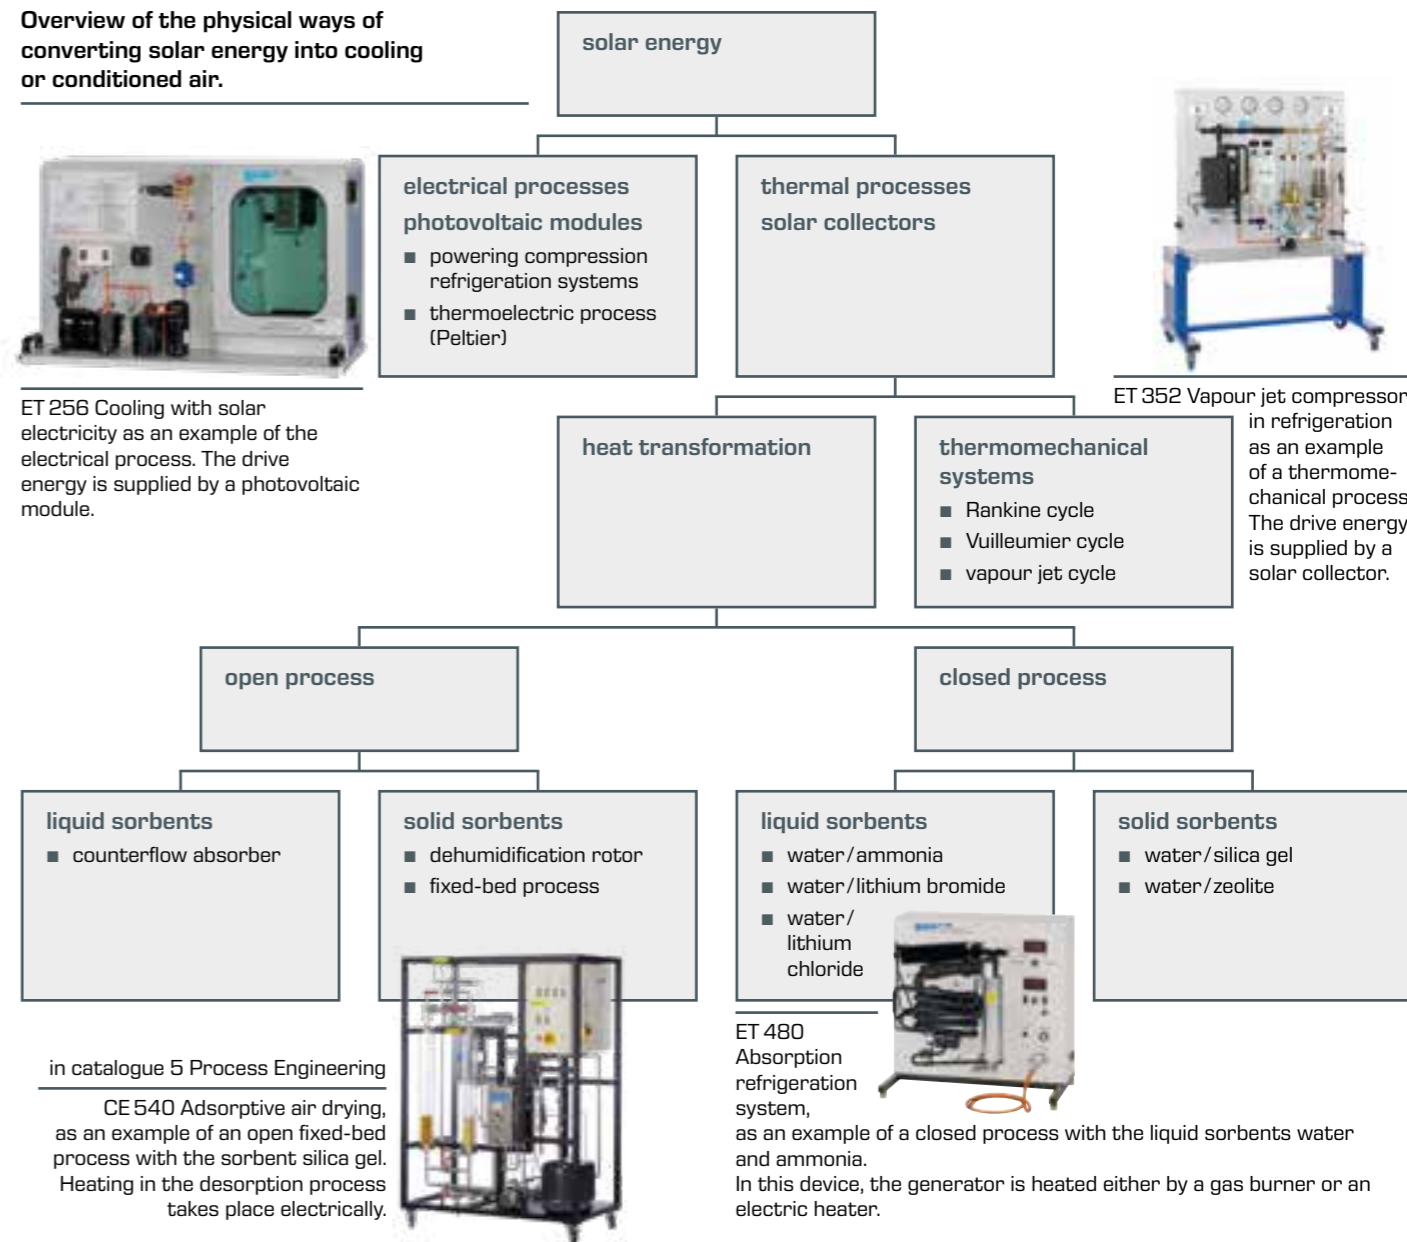 Overview of the physical ways of
converting solar energy into cooling
or conditioned air.
solar energy
electrical processes
photovoltaic modules
■ powering compression
refrigeration systems
■ thermoelectric process
(Peltier)
thermal processes
solar collectors
ET 256 Cooling with solar
electricity as an example of the
electrical process. The drive
energy is supplied by a photovoltaic
module.
heat transformation
thermomechanical
systems
■ Rankine cycle
■ Vuilleumier cycle
■ vapour jet cycle
ET 352 Vapour jet compressor
in refrigeration
as an example
of a thermome-
chanical process
The drive energy
is supplied by a
solar collector.
open process
closed process
liquid sorbents
■ counterflow absorber
solid sorbents
■ dehumidification rotor
■ fixed-bed process
liquid sorbents
■ water/ammonia
■ water/lithium bromide
■ water/
lithium
chloride
solid sorbents
■ water/silica gel
■ water/zeolite
in catalogue 5 Process Engineering
CE 540 Adsorptive air drying,
as an example of an open fixed-bed
process with the sorbent silica gel.
Heating in the desorption process
takes place electrically.
ET 480
Absorption
refrigeration
system,
as an example of a closed process with the liquid sorbents water
and ammonia.
In this device, the generator is heated either by a gas burner or an
electric heater.